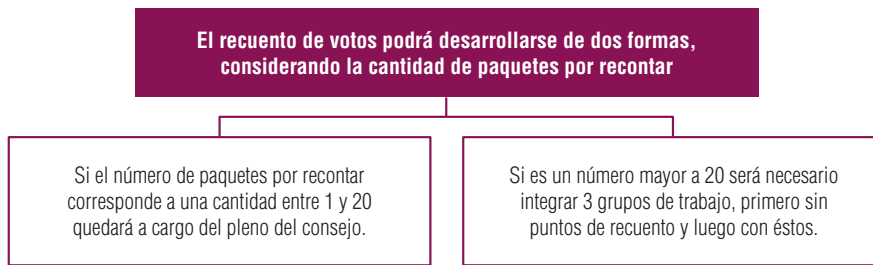 El recuento de votos podrá desarrollarse de dos formas,
considerando la cantidad de paquetes por recontar
Si el número de paquetes por recontar
corresponde a una cantidad entre 1 y 20
quedará a cargo del pleno del consejo.
Si es un número mayor a 20 será necesario
integrar 3 grupos de trabajo, primero sin
puntos de recuento y luego con éstos.